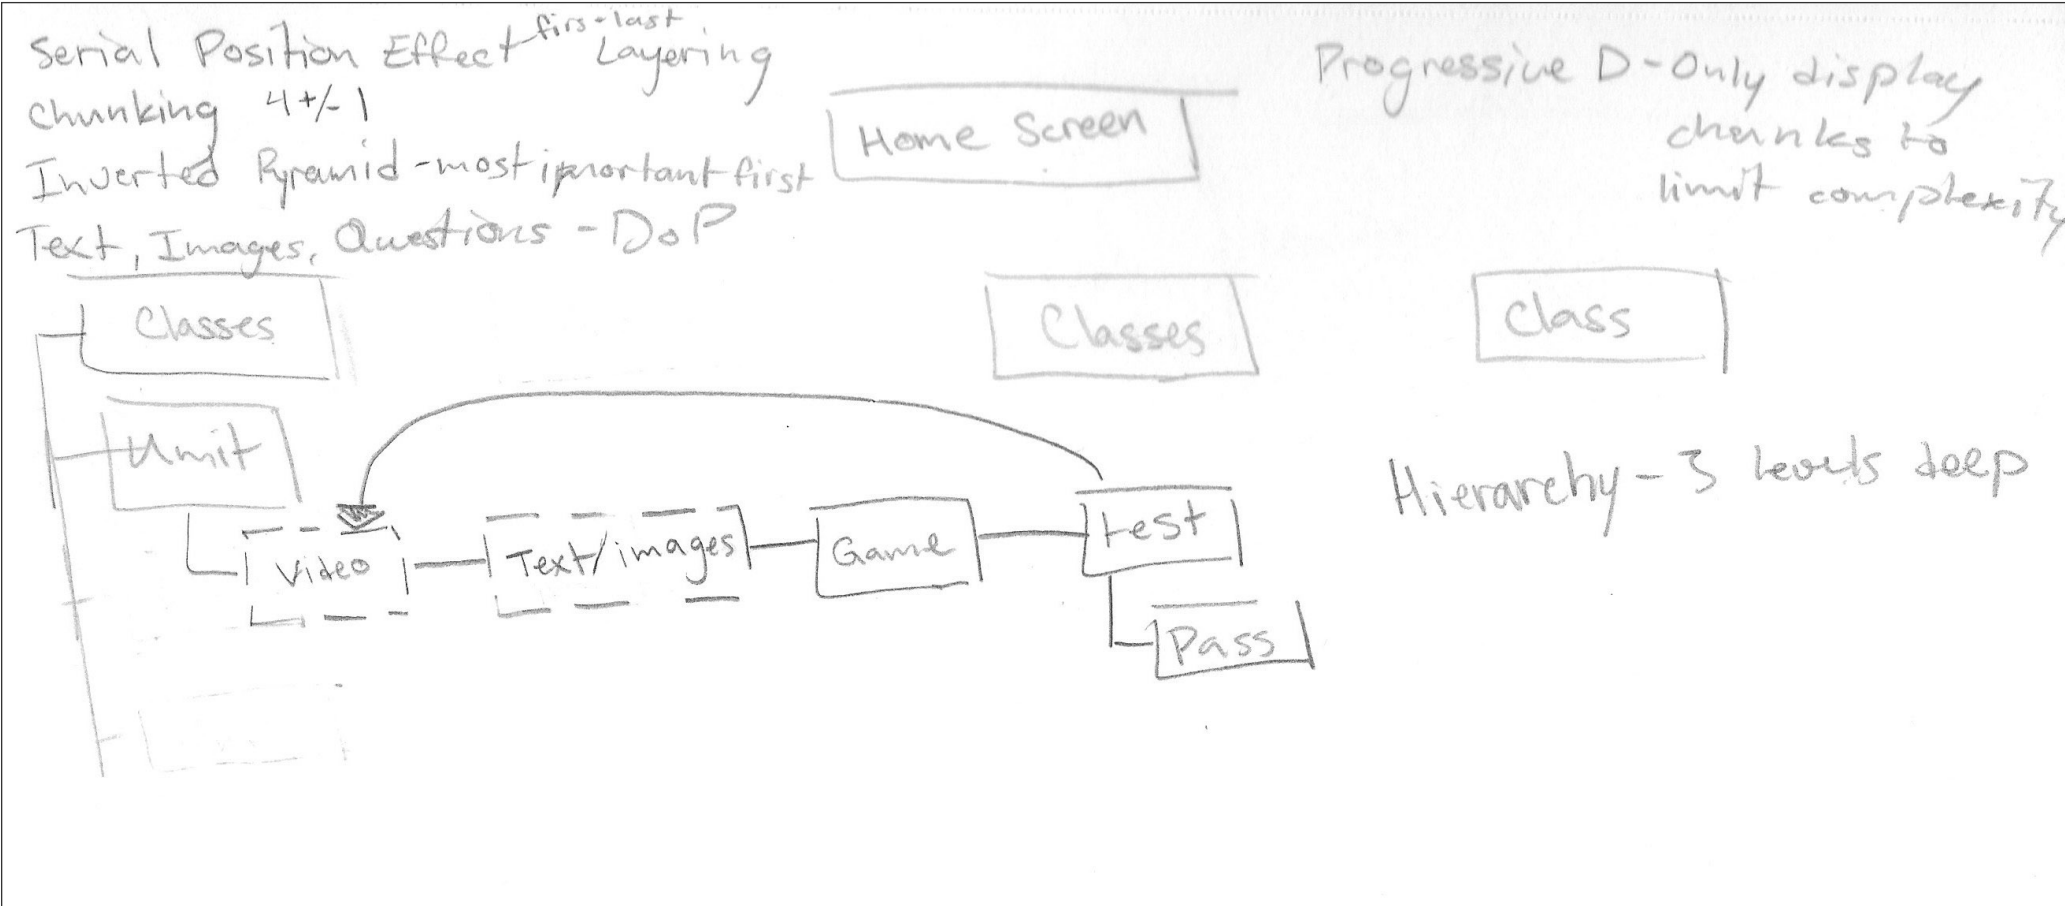 firs-last
Serial Position Effect Layering
Chunking 4+/-1
Inverted Pyramid - most important first
Text, Images, Questions - DoP
Home Screen
Progressive D - Only display
chunks to
limit complexity
Classes
Classes
Class
Unit
Hierarchy - 3 levels deep
Video
Text/images
Game
test
Pass